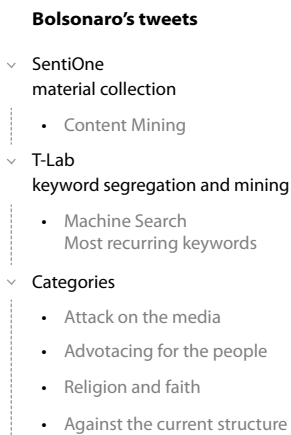 Bolsonaro's tweets
SentiOne
material collection
• Content Mining
T-Lab
keyword segregation and mining
• Machine Search
Most recurring keywords
Categories
• Attack on the media
• Advotacing for the people
• Religion and faith
• Against the current structure